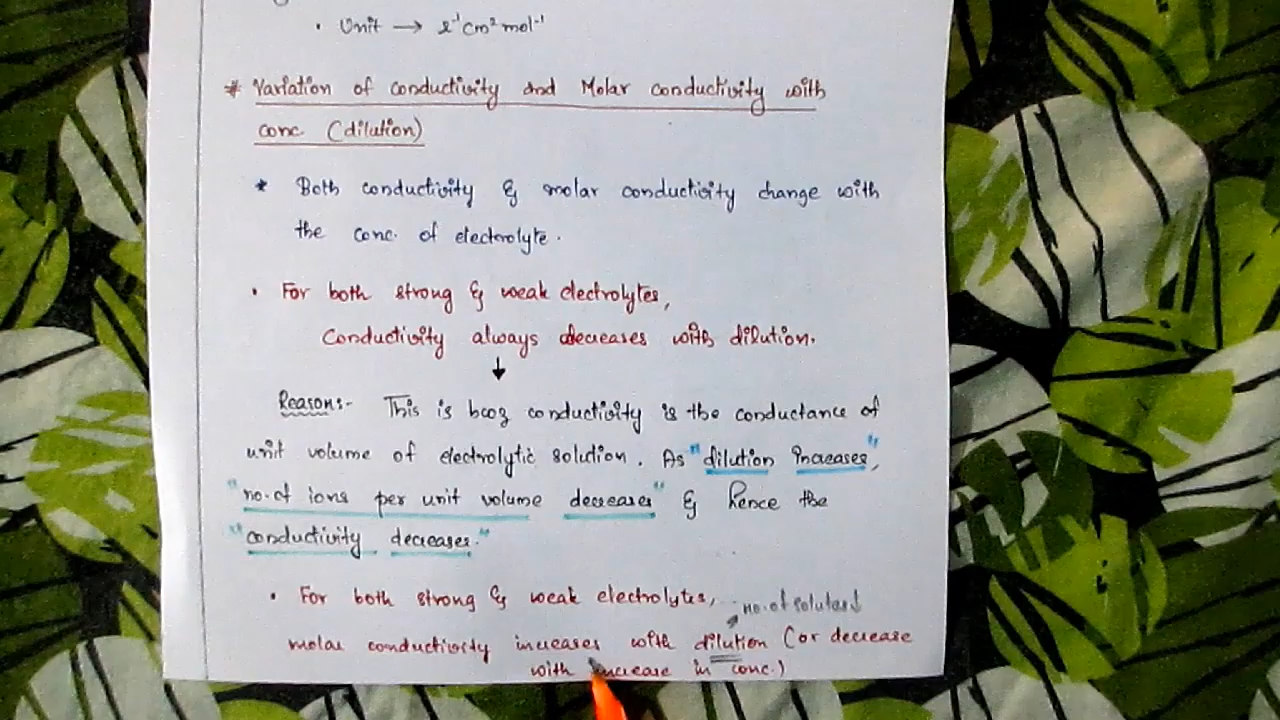 • Unit → Ω⁻¹cm²mol⁻¹
# Variation of conductivity and Molar conductivity with
conc. (dilution)
* Both conductivity & molar conductivity change with
the conc. of electrolyte.
• For both strong & weak electrolytes,
Conductivity always decreases with dilution.
↓
Reason:- This is bcoz conductivity is the conductance of
unit volume of electrolytic solution. As "dilution increases",
"no. of ions per unit volume decreases" & hence the
"conductivity decreases."
• For both strong & weak electrolytes,
no. of solute ↓
molar conductivity increases with dilution (or decrease
with increase in conc.)